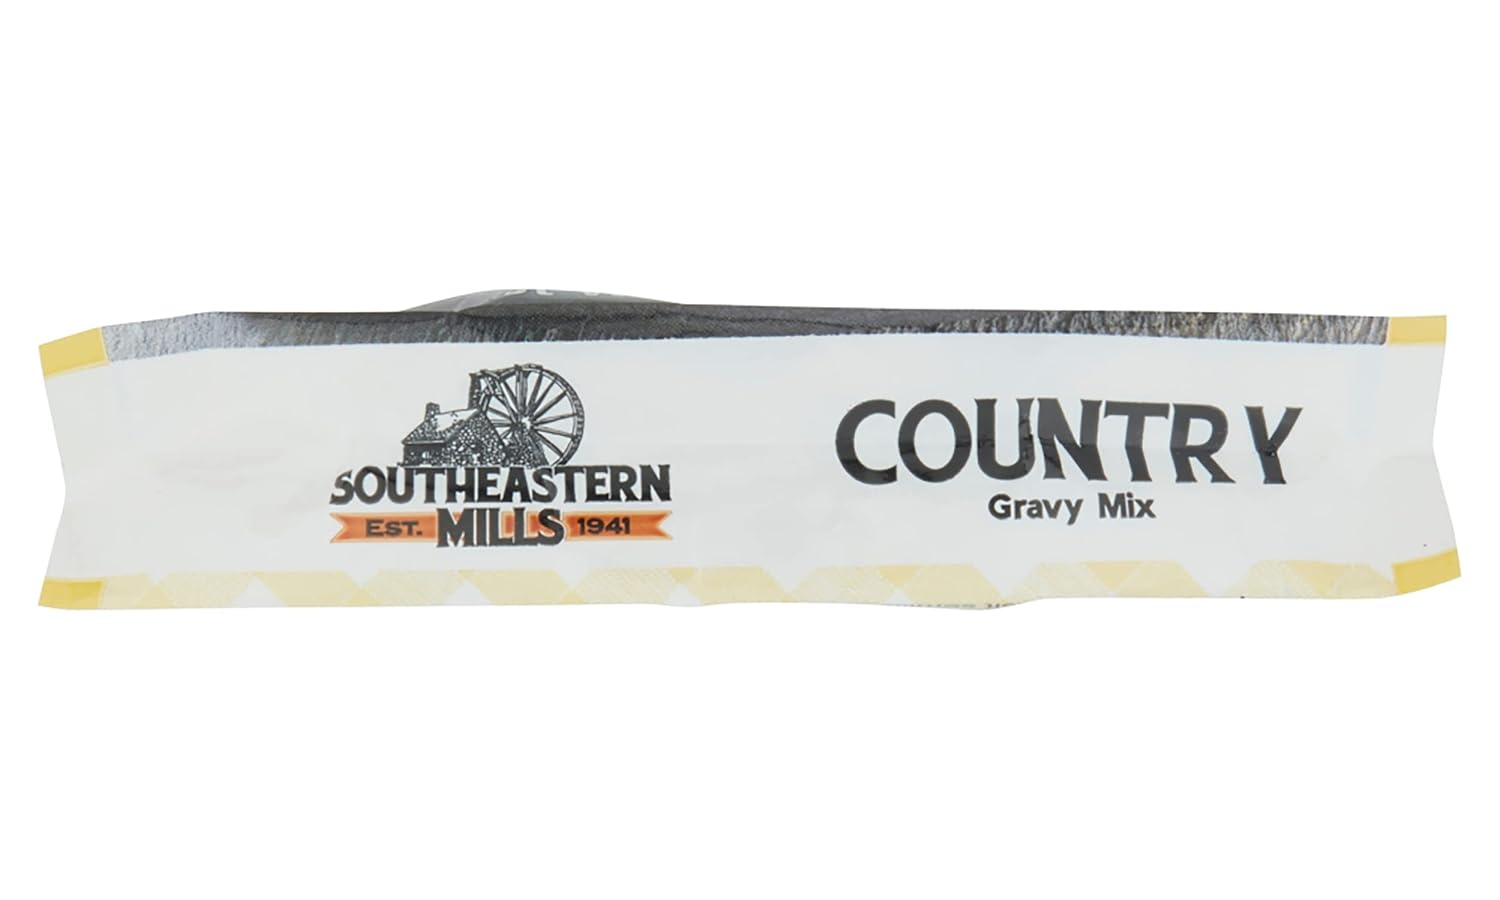 SOUTHEASTERN
EST. MILLS 1941
COUNTRY
Gravy Mix